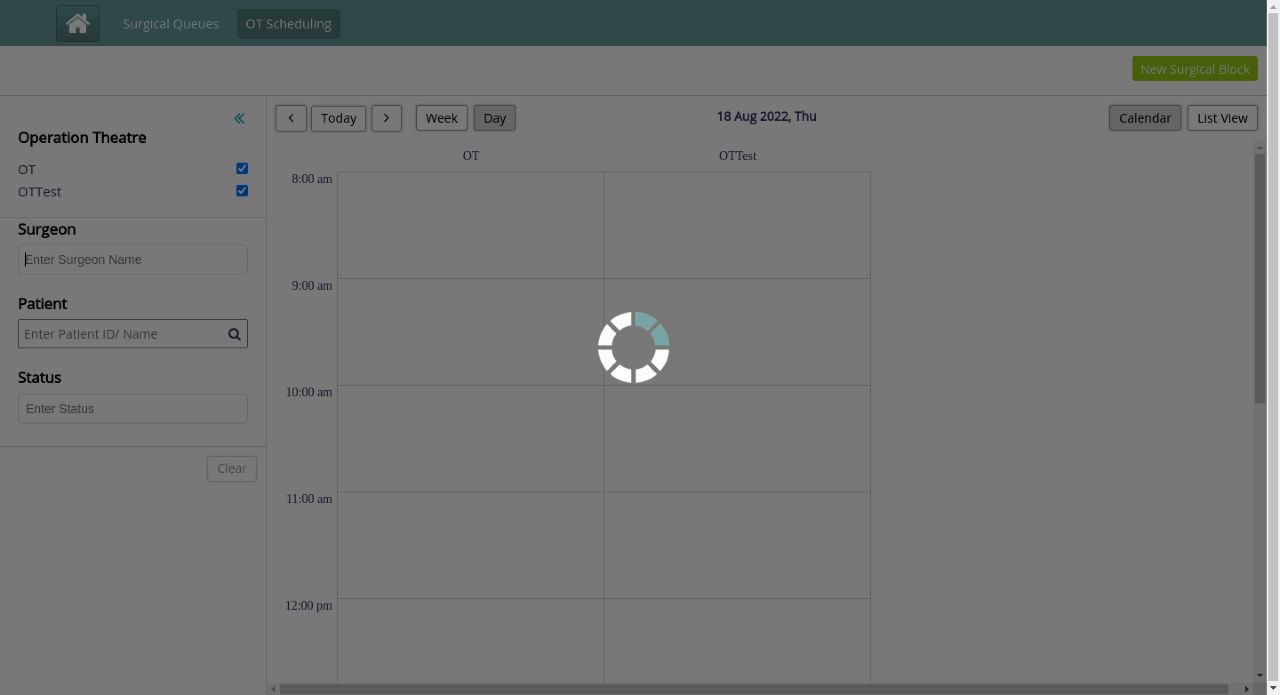 Surgical Queues OT Scheduling
New Surgical Block
Operation Theatre
OT
OTTest
Surgeon
Enter Surgeon Name
Patient
Enter Patient ID/ Name
Status
Enter Status
Clear
Today Week Day 18 Aug 2022, Thu Calendar List View
OT OTTest
8:00 am
9:00 am
10:00 am
11:00 am
12:00 pm